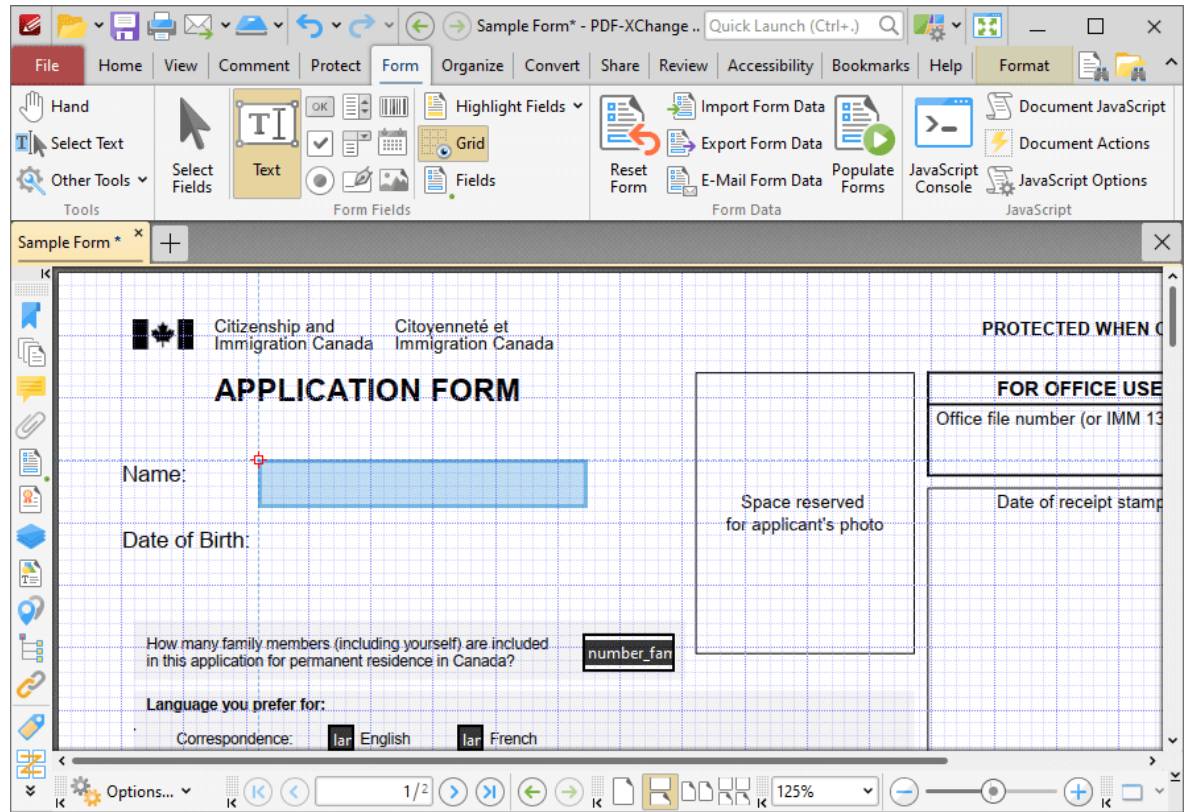 Sample Form* - PDF-XChange .. Quick Launch (Ctrl+.)
File Home View Comment Protect Form Organize Convert Share Review Accessibility Bookmarks Help Format
Hand
Select Text
Other Tools
Tools
Select Fields
Text
OK
Highlight Fields
Grid
Fields
Form Fields
Reset Form
Import Form Data
Export Form Data
E-Mail Form Data
Populate Forms
Form Data
JavaScript Console
Document JavaScript
Document Actions
JavaScript Options
JavaScript
Sample Form *
Citizenship and
Immigration Canada
Citoyenneté et
Immigration Canada
PROTECTED WHEN
APPLICATION FORM
FOR OFFICE USE
Office file number (or IMM 13
Name:
Space reserved
for applicant's photo
Date of receipt stamp
Date of Birth:
How many family members (including yourself) are included
in this application for permanent residence in Canada?
number_fam
Language you prefer for:
Correspondence: lar English lar French
Options... 1/2 125%